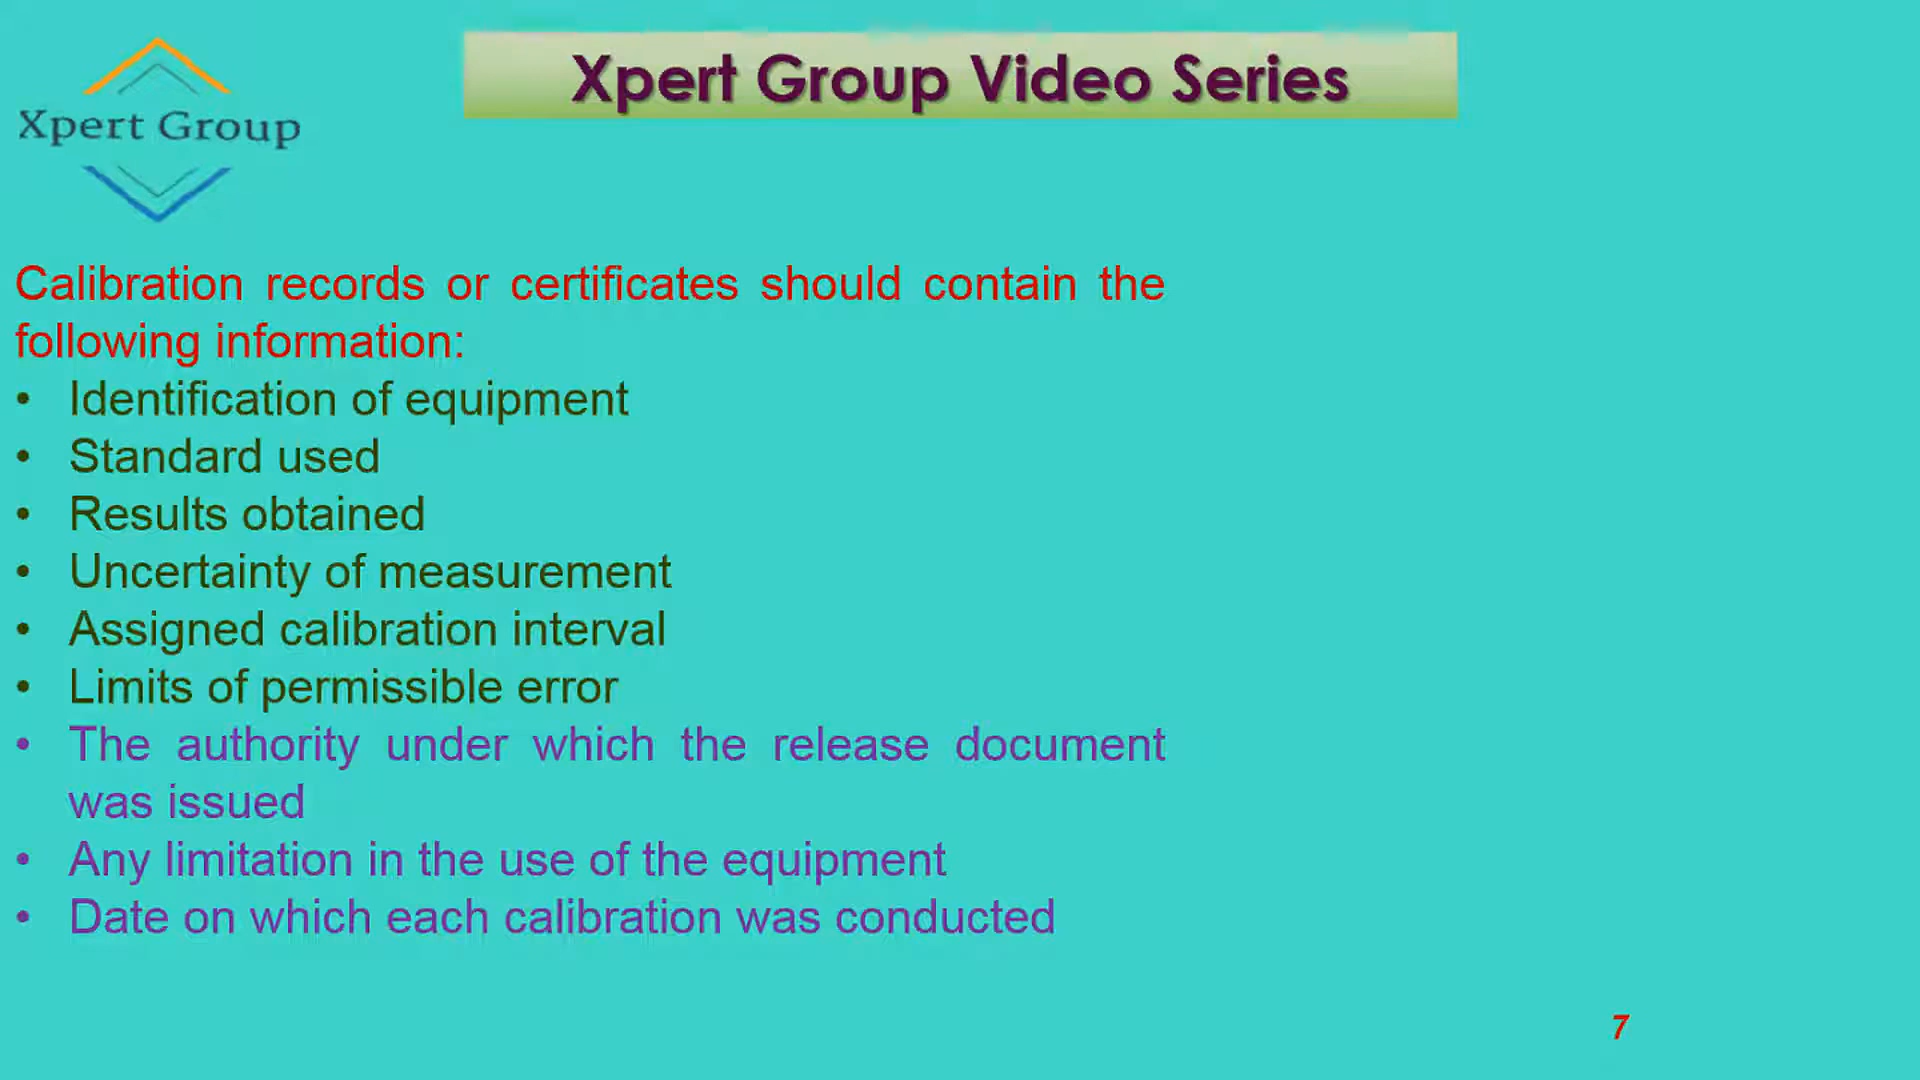 Xpert Group Video Series
Xpert Group
Calibration records or certificates should contain the
following information:
• Identification of equipment
• Standard used
• Results obtained
• Uncertainty of measurement
• Assigned calibration interval
• Limits of permissible error
• The authority under which the release document
was issued
• Any limitation in the use of the equipment
• Date on which each calibration was conducted
7